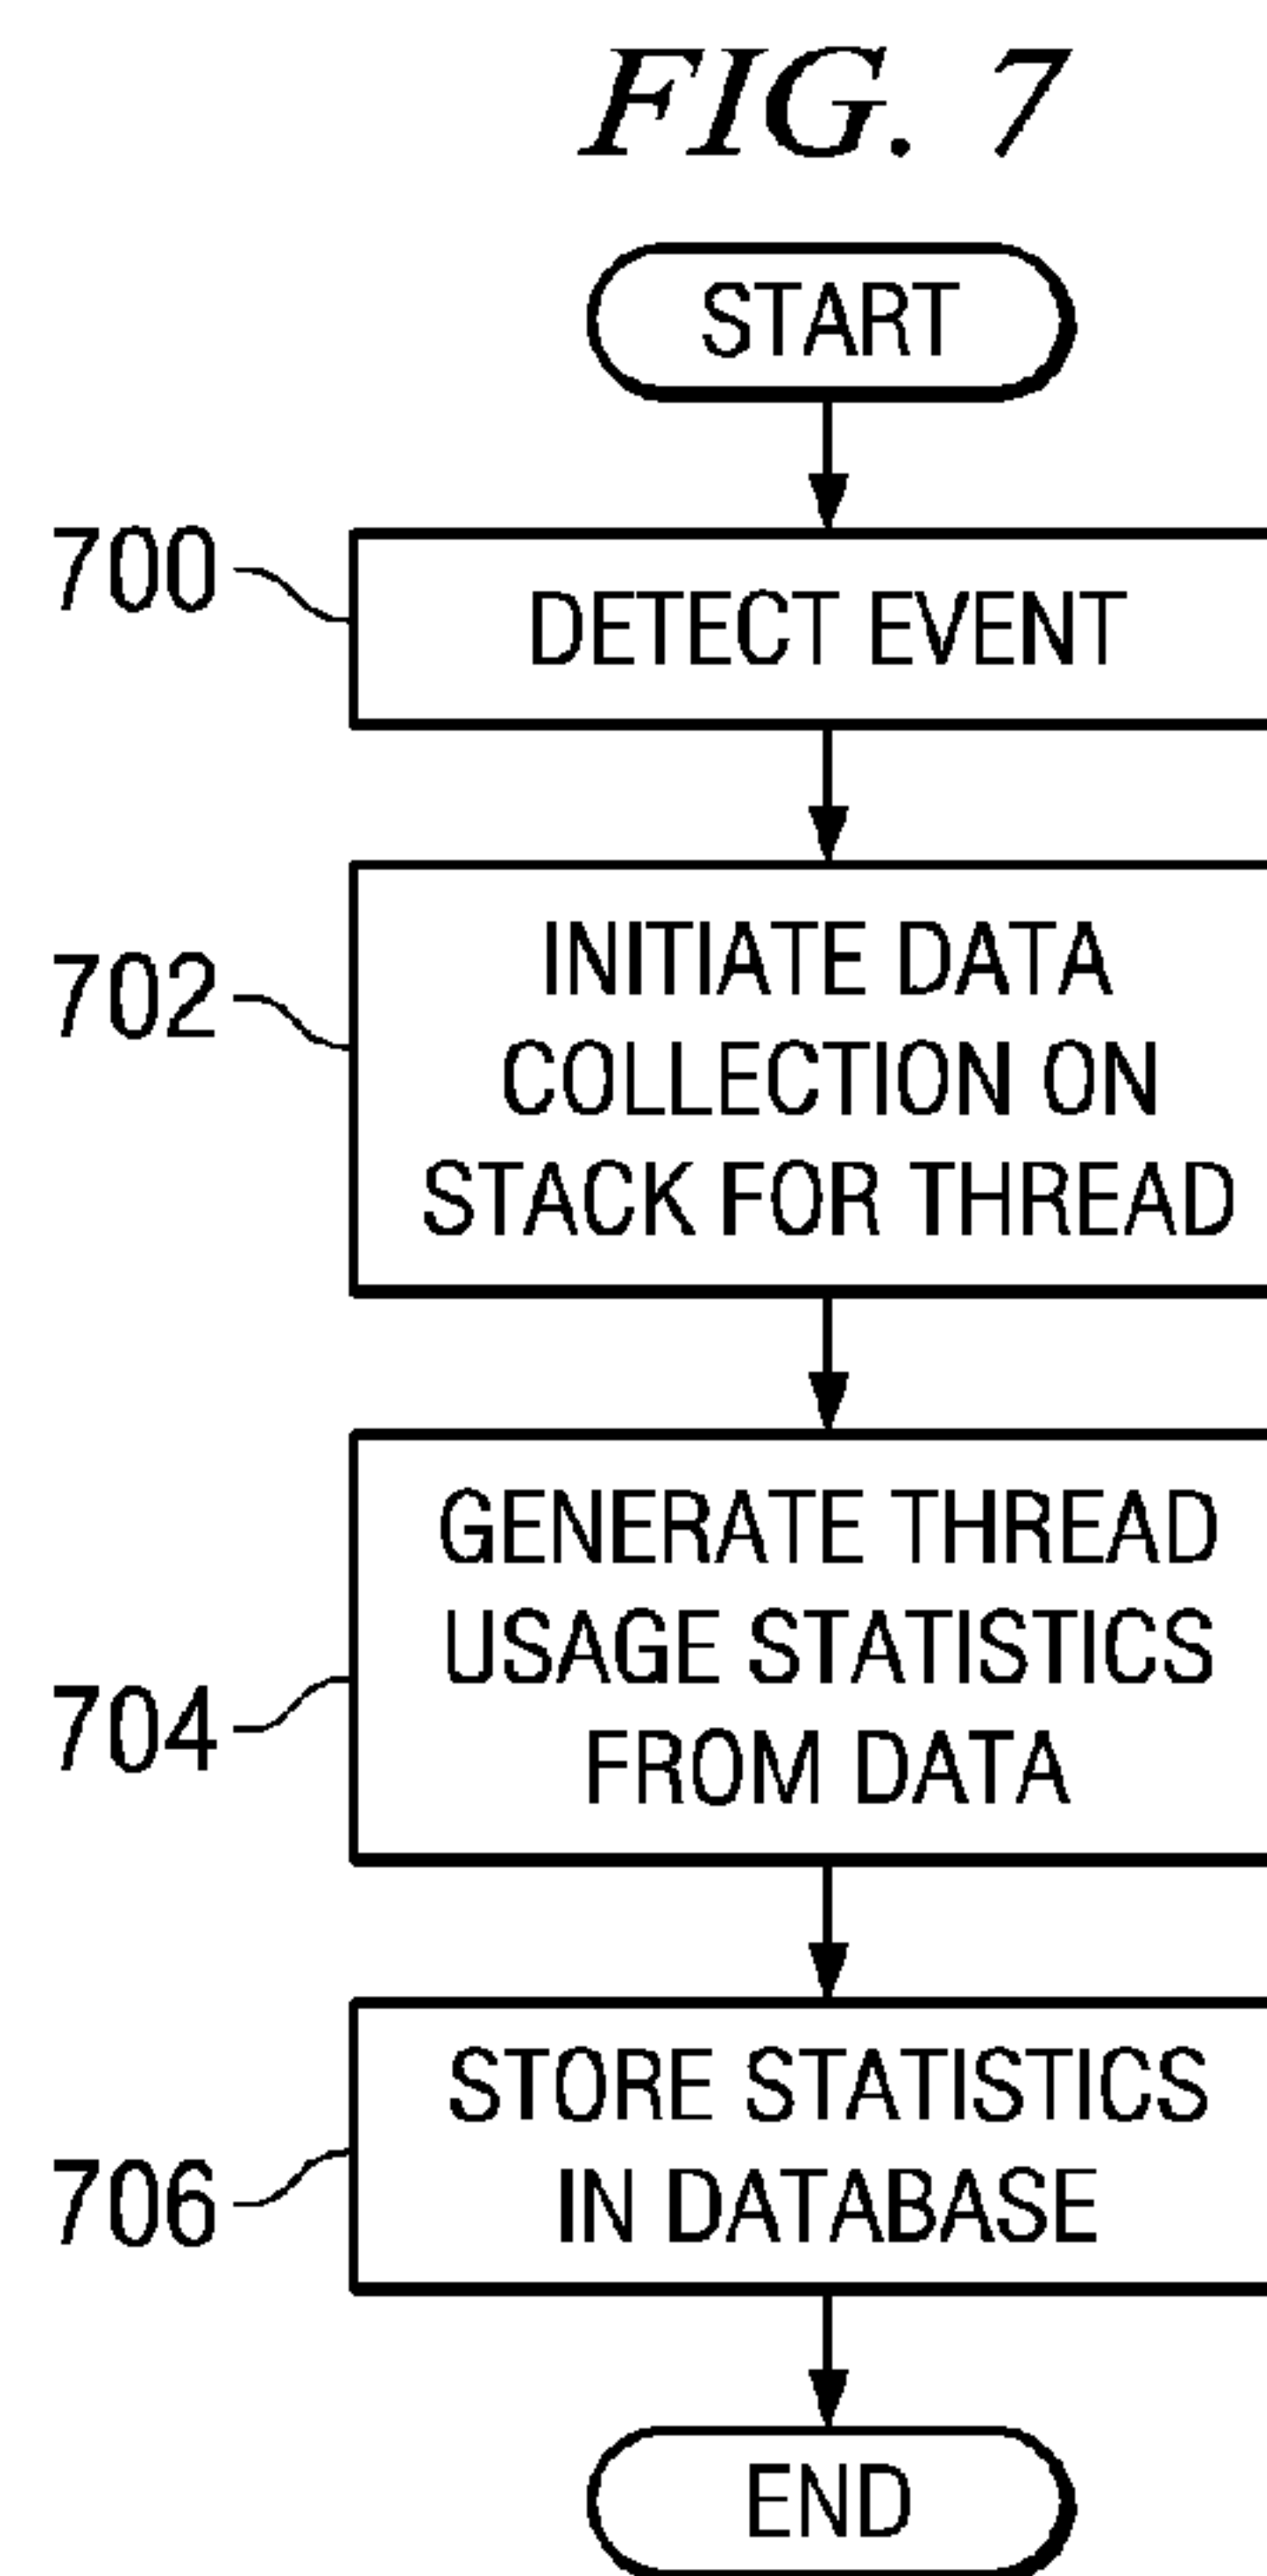 FIG. 7
START
700
DETECT EVENT
702
INITIATE DATA
COLLECTION ON
STACK FOR THREAD
704
GENERATE THREAD
USAGE STATISTICS
FROM DATA
706
STORE STATISTICS
IN DATABASE
END